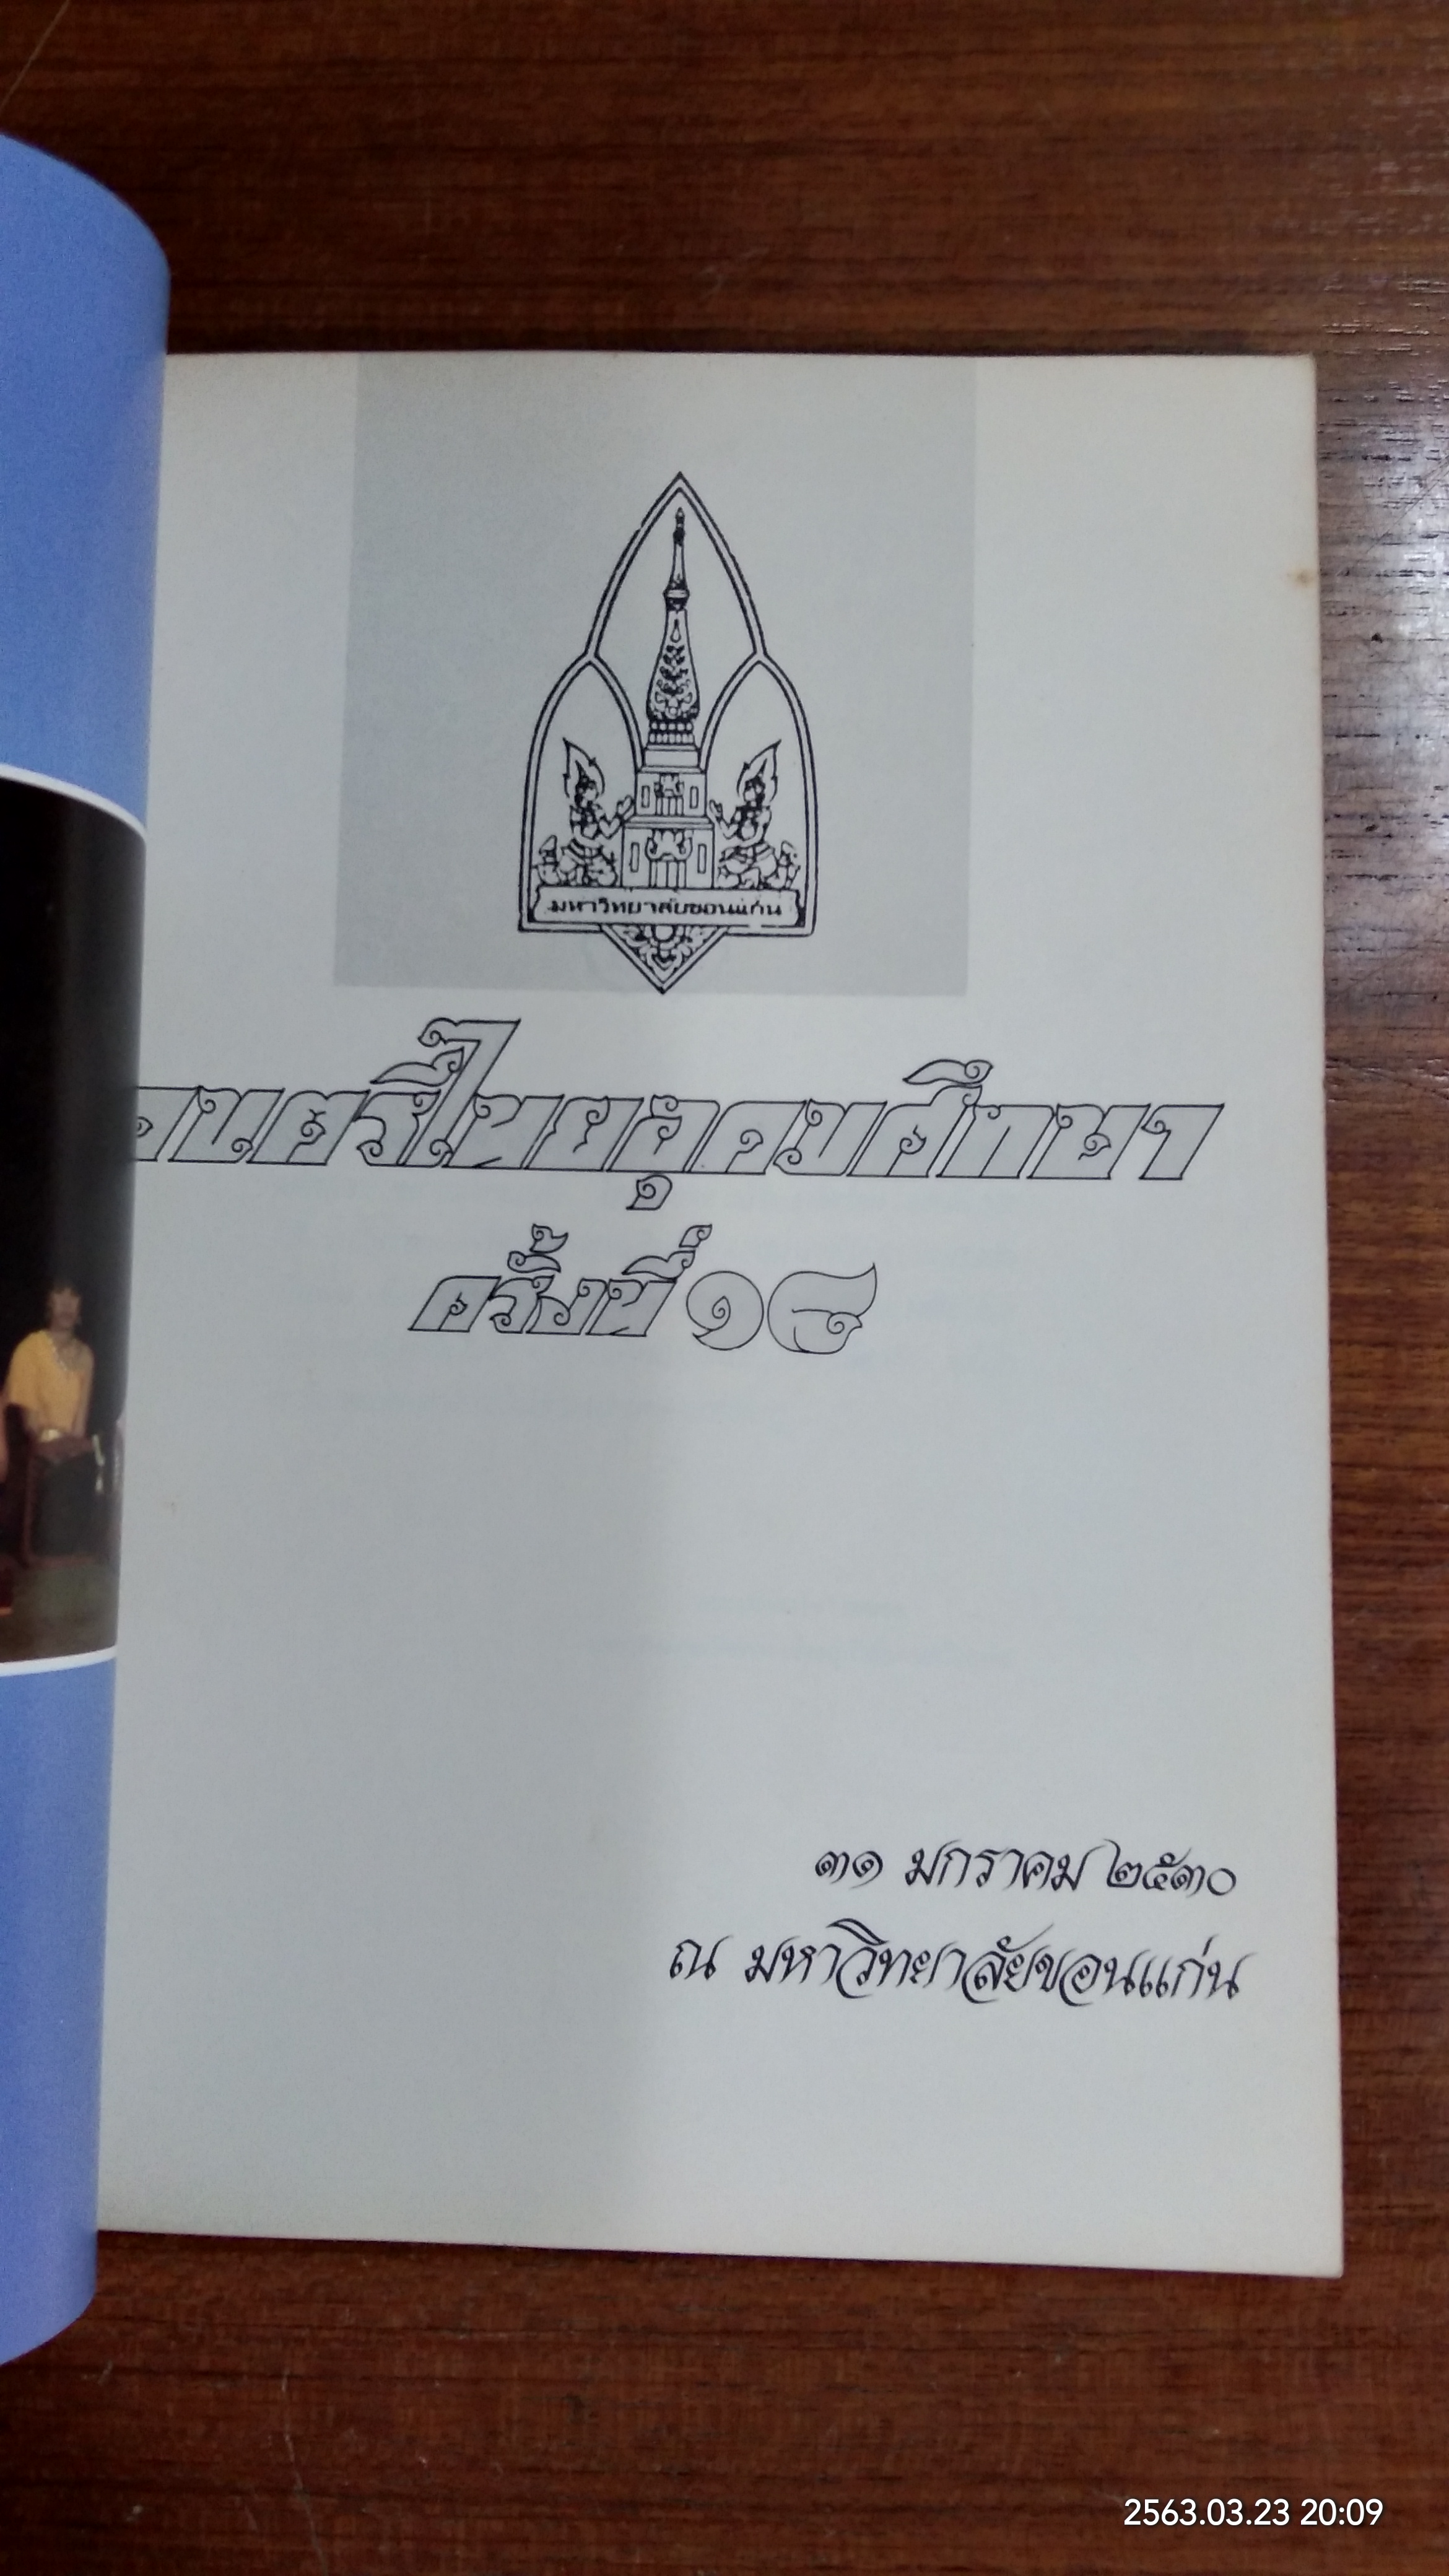 มหาวิทยาลัยขอนแก่น
ดนตรีไทยอุดมศึกษา
ครั้งที่ ๑๘
๓๑ มกราคม ๒๕๓๐
ณ มหาวิทยาลัยขอนแก่น
2563.03.23 20:09